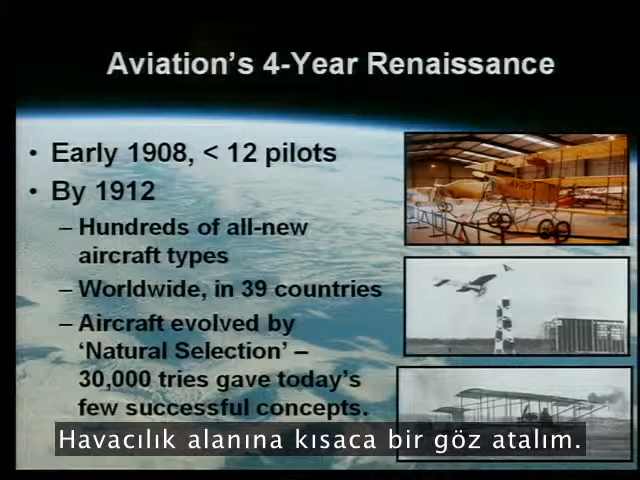 Aviation's 4-Year Renaissance
• Early 1908, < 12 pilots
• By 1912
– Hundreds of all-new
aircraft types
– Worldwide, in 39 countries
– Aircraft evolved by
'Natural Selection' –
30,000 tries gave today's
few successful concepts.
AVRO
Havacılık alanına kısaca bir göz atalım.